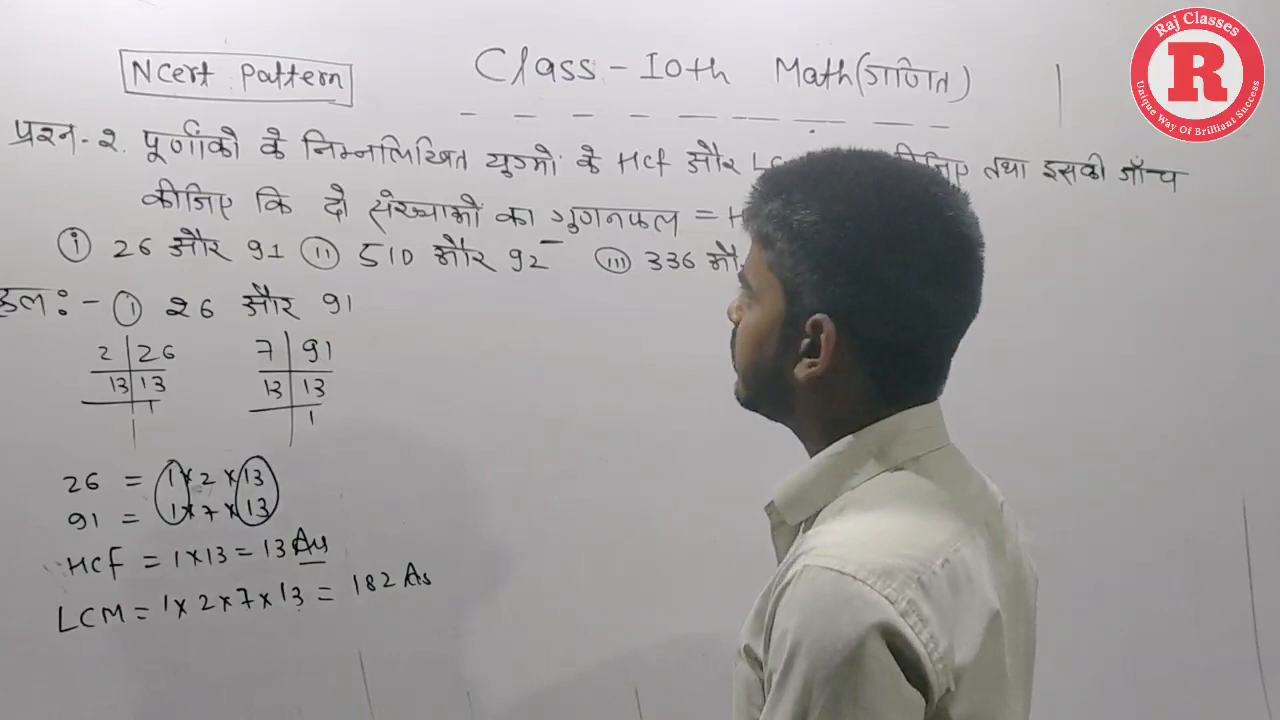 Raj Classes
R
Unique Way Of Brilliant Success
Ncert Pattern
Class - 10th Math(गणित)
प्रश्न-२. पूर्णांको के निम्नलिखित युग्मो के Hcf और LC तथा इसकी जाँच
कीजिए कि दो संख्याओ का गुणनफल = H
(i) 26 और 91 (ii) 510 और 92 (iii) 336 औ
हल:- (i) 26 और 91
2 | 26
13 | 13
1
7 | 91
13 | 13
1
26 = 1 × 2 × 13
91 = 1 × 7 × 13
HCf = 1 × 13 = 13 As
LCM = 1 × 2 × 7 × 13 = 182 As